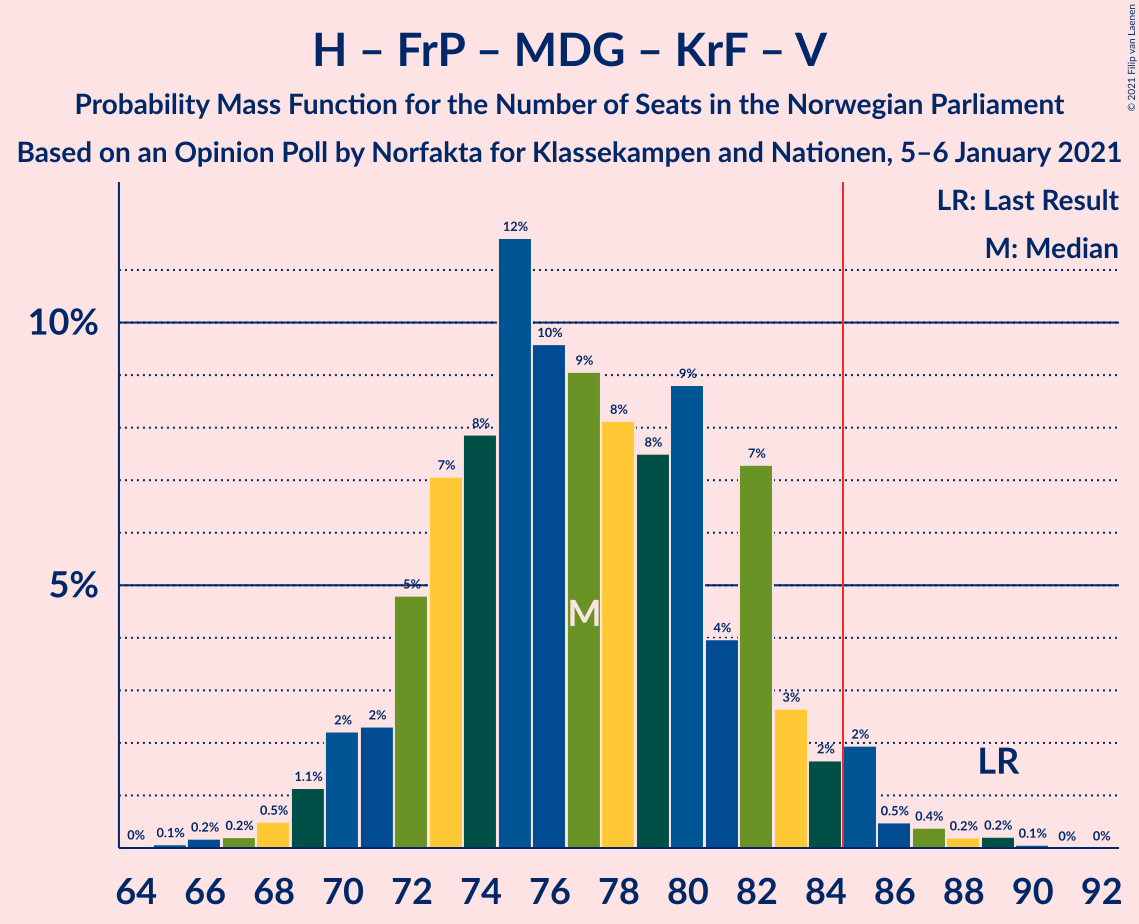 H – FrP – MDG – KrF – V
Probability Mass Function for the Number of Seats in the Norwegian Parliament
Based on an Opinion Poll by Norfakta for Klassekampen and Nationen, 5–6 January 2021
© 2021 Filip van Laenen
LR: Last Result
M: Median
10%
5%
0% 0.1% 0.2% 0.2% 0.5% 1.1% 2% 2% 5% 7% 8% 12% 10% 9% 8% 8% 9% 4% 7% 3% 2% 2% 0.5% 0.4% 0.2% 0.2% 0.1% 0% 0%
M
LR
64 66 68 70 72 74 76 78 80 82 84 86 88 90 92